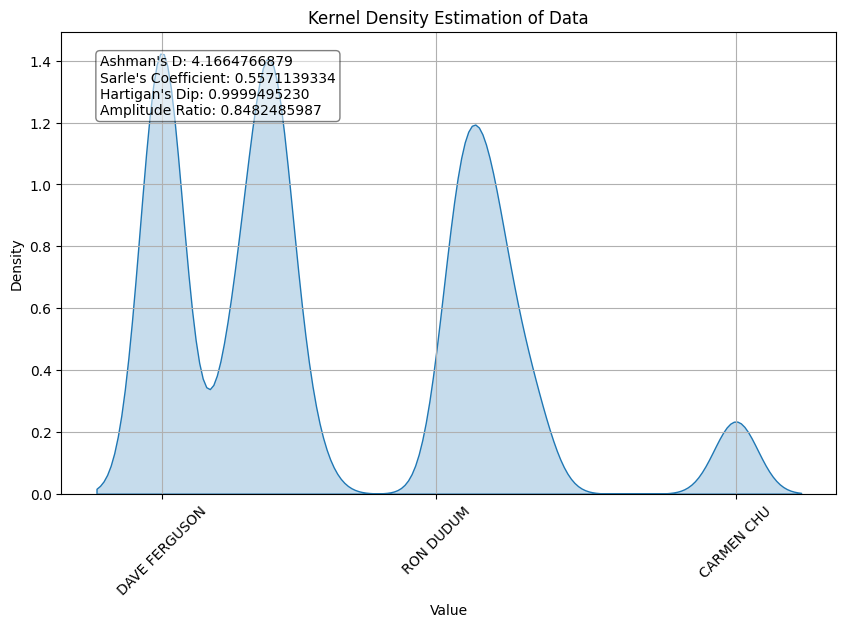 Kernel Density Estimation of Data
Ashman's D: 4.1664766879
Sarle's Coefficient: 0.5571139334
Hartigan's Dip: 0.9999495230
Amplitude Ratio: 0.8482485987
1.4
1.2
1.0
0.8
0.6
0.4
0.2
0.0
Density
DAVE FERGUSON
RON DUDUM
CARMEN CHU
Value